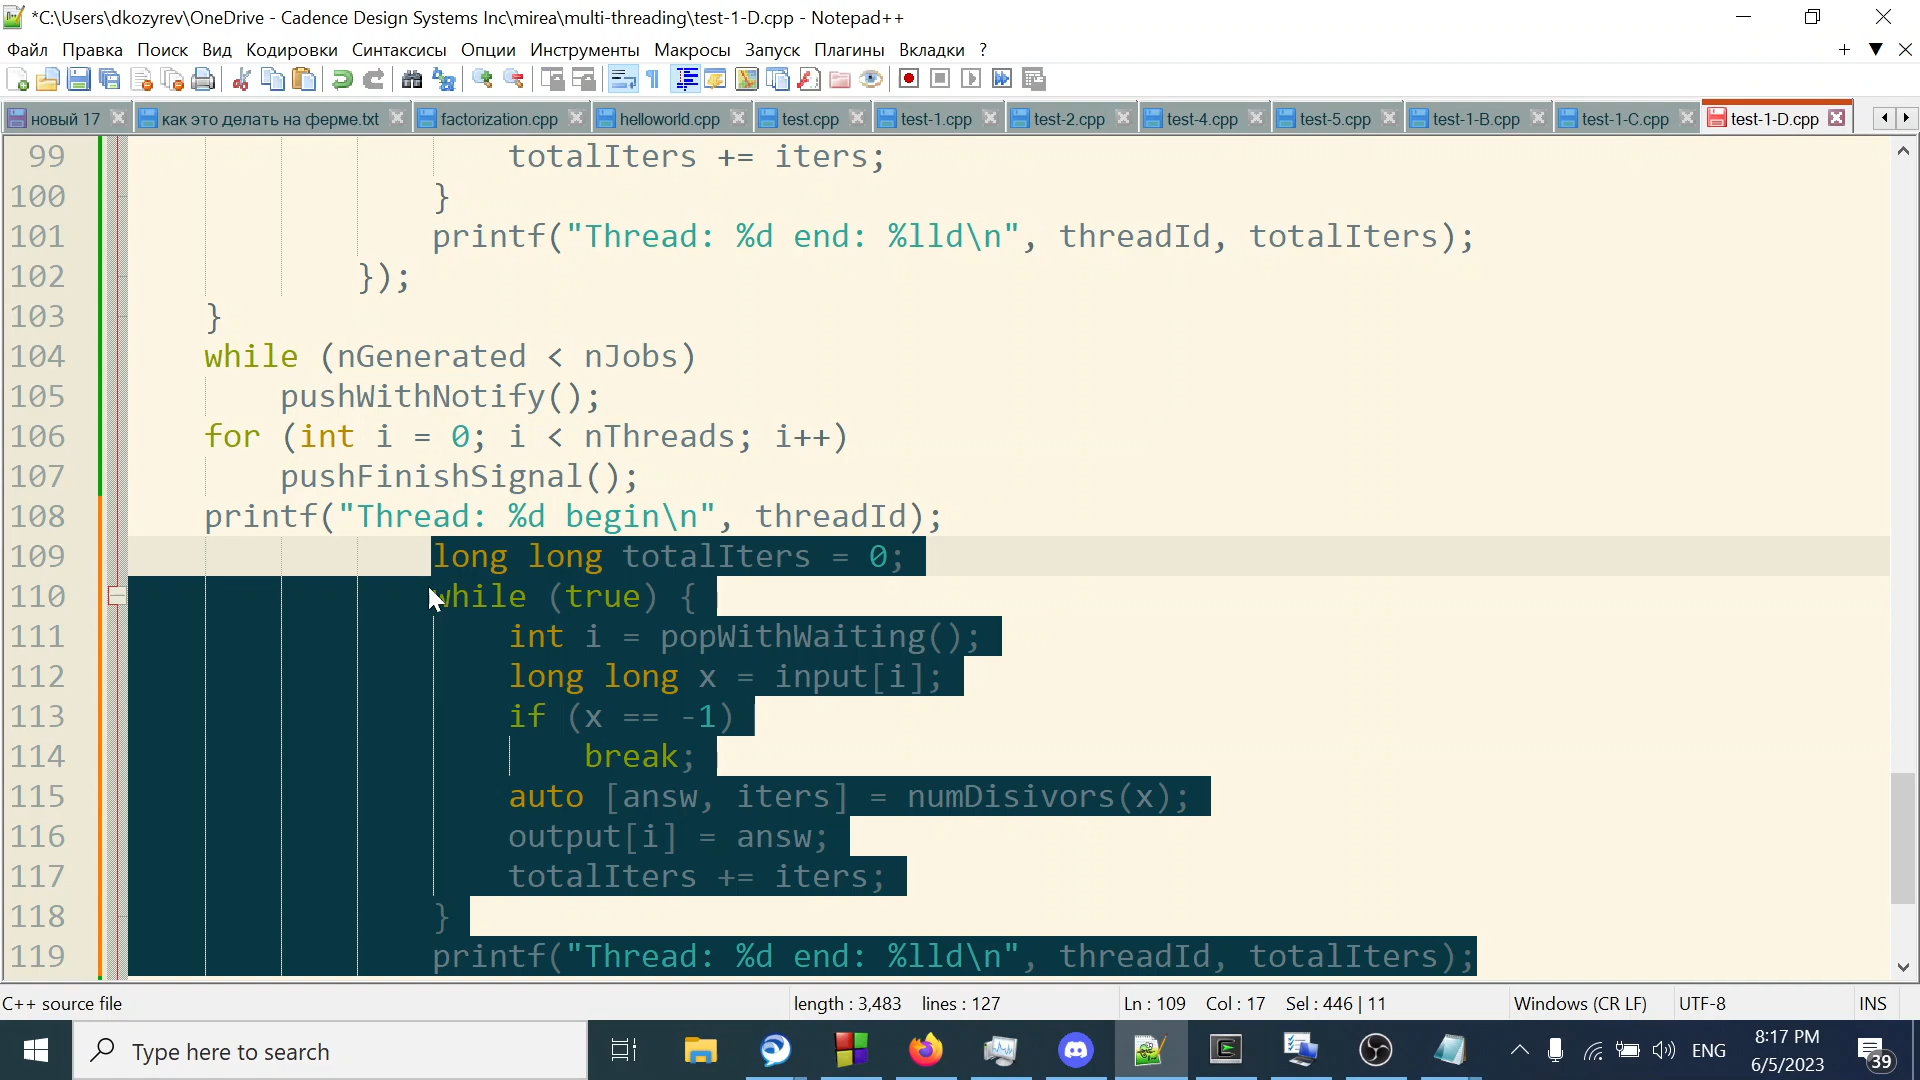 *C:\Users\dkozyrev\OneDrive - Cadence Design Systems Inc\mirea\multi-threading\test-1-D.cpp - Notepad++
Файл Правка Поиск Вид Кодировки Синтаксисы Опции Инструменты Макросы Запуск Плагины Вкладки ?
новый 17 как это делать на ферме.txt factorization.cpp helloworld.cpp test.cpp test-1.cpp test-2.cpp test-4.cpp test-5.cpp test-1-B.cpp test-1-C.cpp test-1-D.cpp
99 totalIters += iters;
100 }
101 printf("Thread: %d end: %lld\n", threadId, totalIters);
102 });
103 }
104 while (nGenerated < nJobs)
105 pushWithNotify();
106 for (int i = 0; i < nThreads; i++)
107 pushFinishSignal();
108 printf("Thread: %d begin\n", threadId);
109 long long totalIters = 0;
110 while (true) {
111 int i = popWithWaiting();
112 long long x = input[i];
113 if (x == -1)
114 break;
115 auto [answ, iters] = numDisivors(x);
116 output[i] = answ;
117 totalIters += iters;
118 }
119 printf("Thread: %d end: %lld\n", threadId, totalIters);
C++ source file length : 3,483 lines : 127 Ln : 109 Col : 17 Sel : 446 | 11 Windows (CR LF) UTF-8 INS
Type here to search ENG 8:17 PM
6/5/2023 39